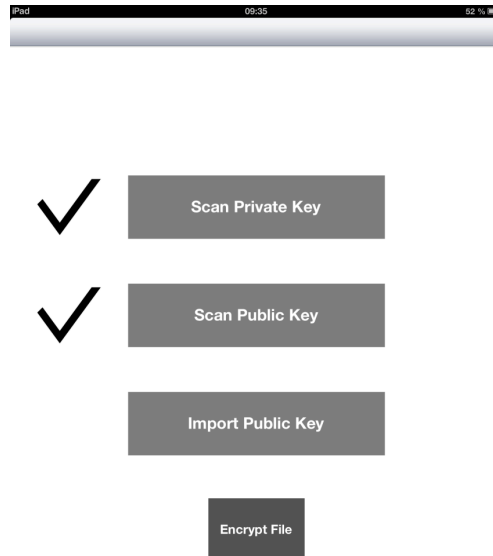 iPad 09:35 52 %
Scan Private Key
Scan Public Key
Import Public Key
Encrypt File